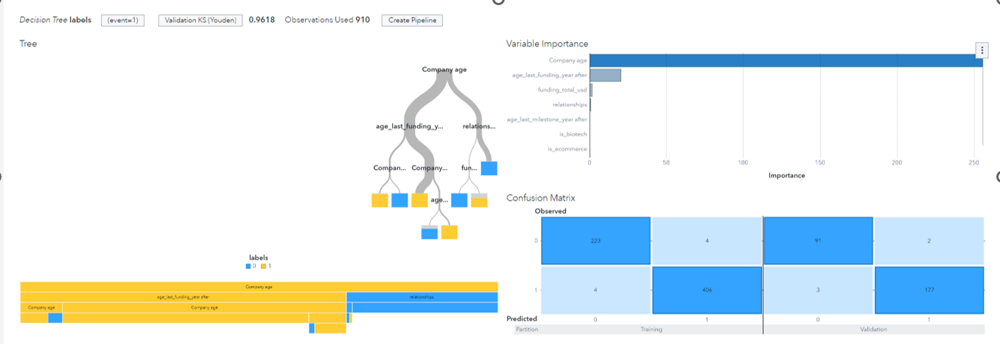 Decision Tree labels (event=1) Validation KS (Youden) 0.9618 Observations Used 910 Create Pipeline
Tree
Company age
age_last_funding_y... relations...
Compan... Company... fun...
age...
labels
0 1
Company age
age_last_funding_year after relationships
Company age Company age
Variable Importance
Company age
age_last_funding_year after
funding_total_usd
relationships
age_last_milestone_year after
is_biotech
is_ecommerce
0 50 100 150 200 250
Importance
Confusion Matrix
Observed
0 223 4 91 2
1 4 406 3 177
Predicted 0 1 0 1
Partition Training Validation